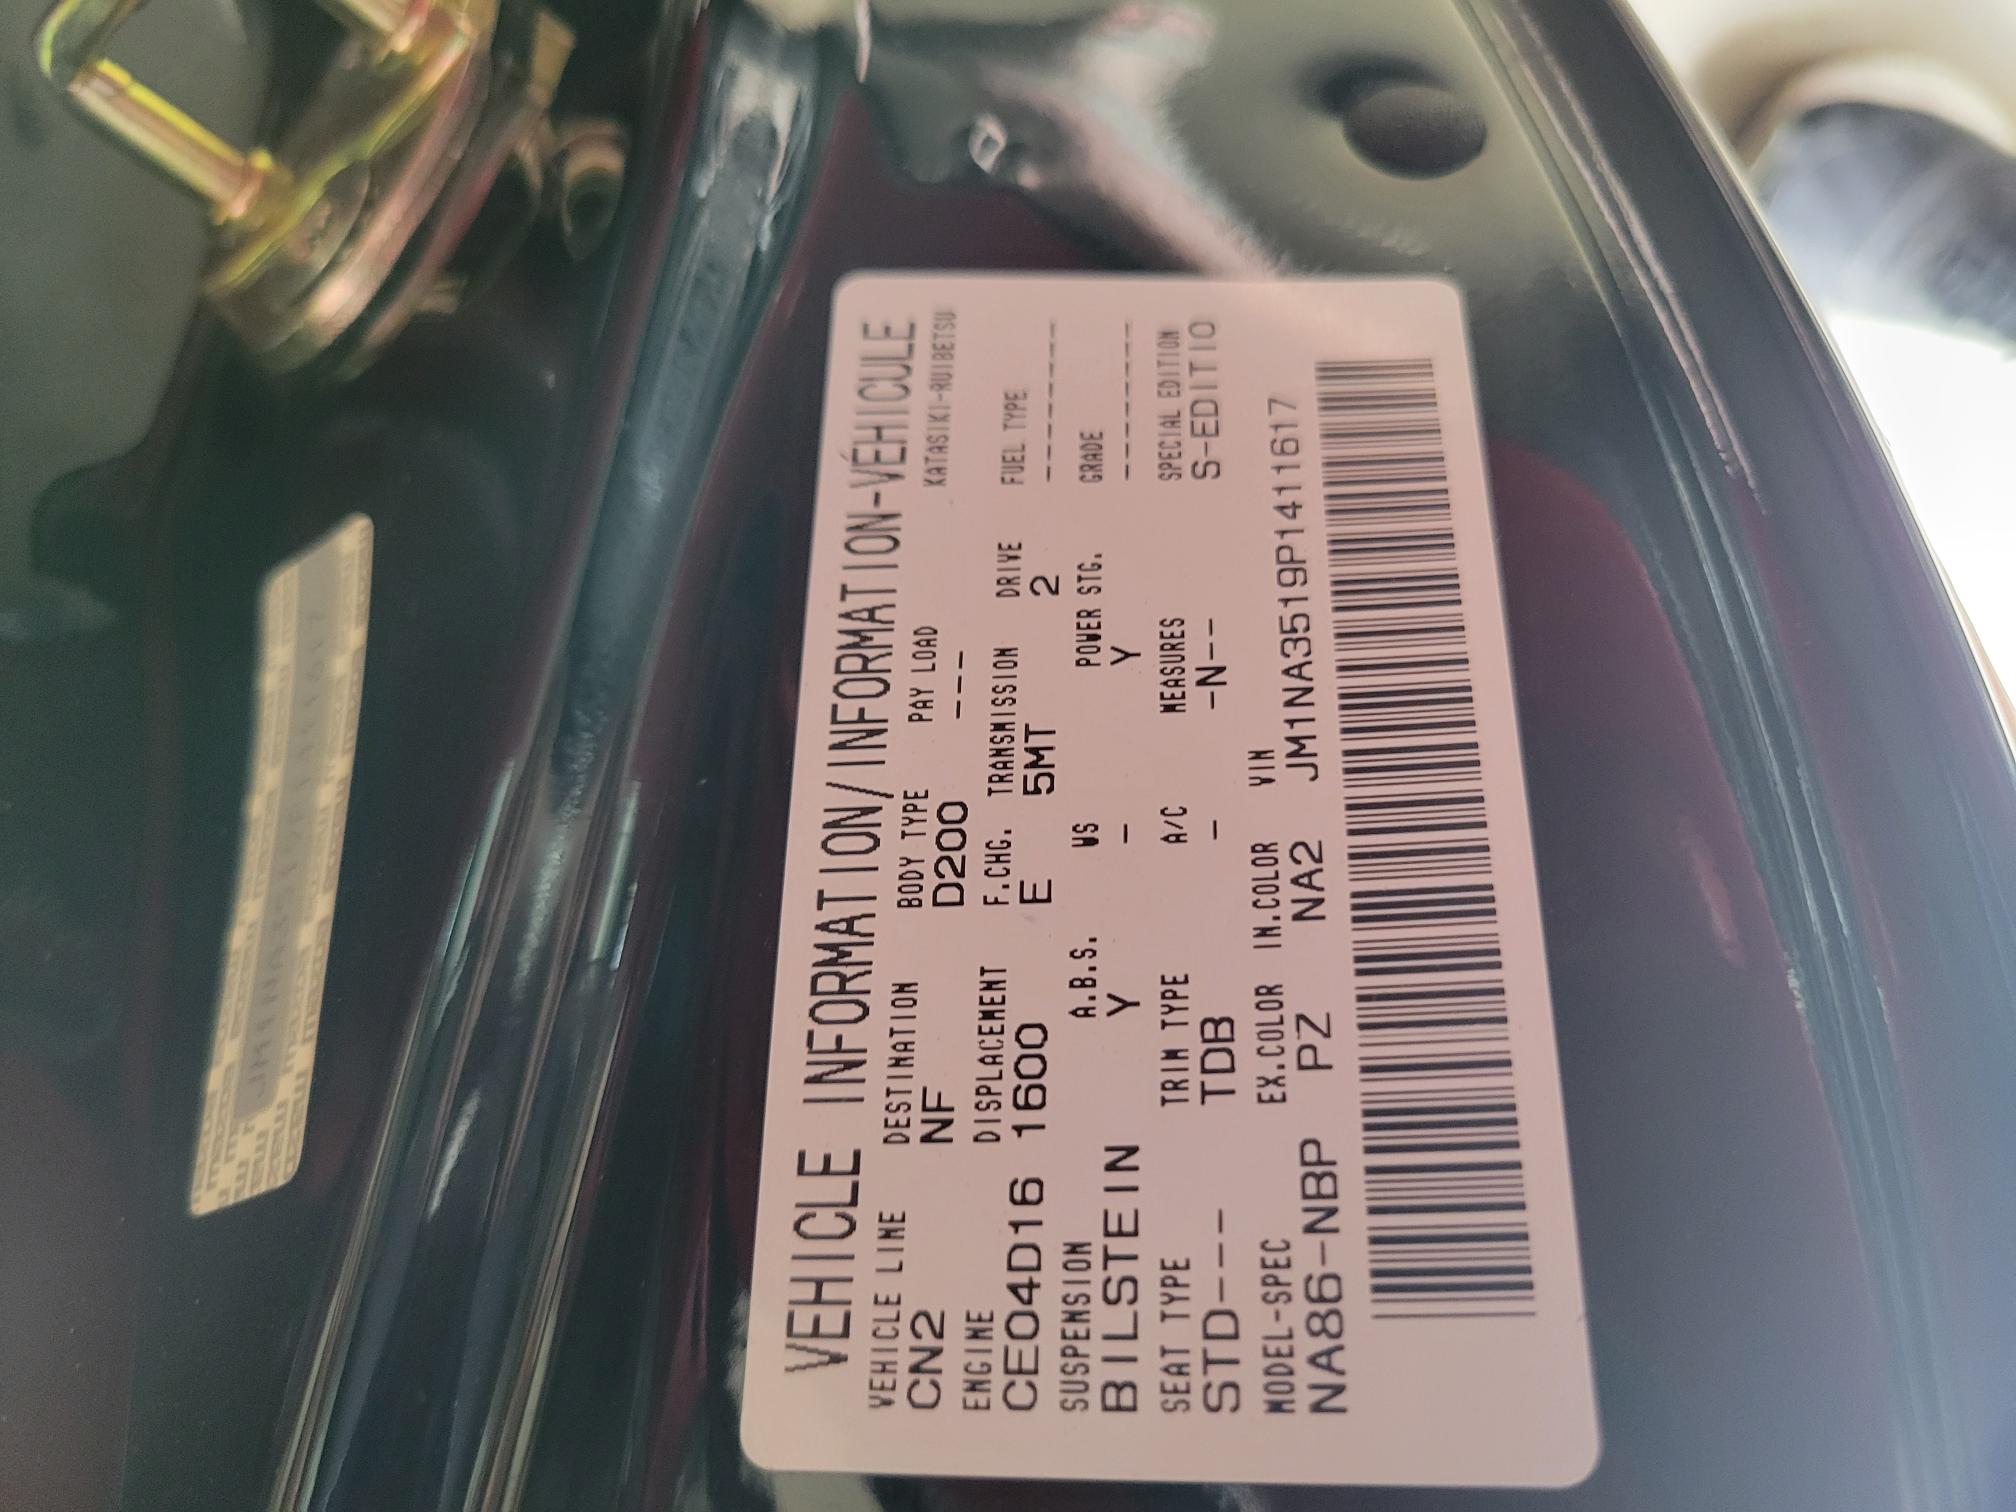 VEHICLE INFORMATION/INFORMATION-VÉHICULE
VEHICLE LINE DESTINATION BODY TYPE PAY LOAD KATASIKI-RUIBETSU
CN2 NF D200 ---
ENGINE DISPLACEMENT F.CHG. TRANSMISSION DRIVE FUEL TYPE
CE04D16 1600 E 5MT 2 --------
SUSPENSION A.B.S. WS POWER STG. GRADE
BILSTEIN Y - Y --------
SEAT TYPE TRIM TYPE A/C MEASURES SPECIAL EDITION
STD--- TDB - -N-- S-EDITIO
MODEL-SPEC EX.COLOR IN.COLOR VIN
NA86-NBP PZ NA2 JM1NA3519P1411617